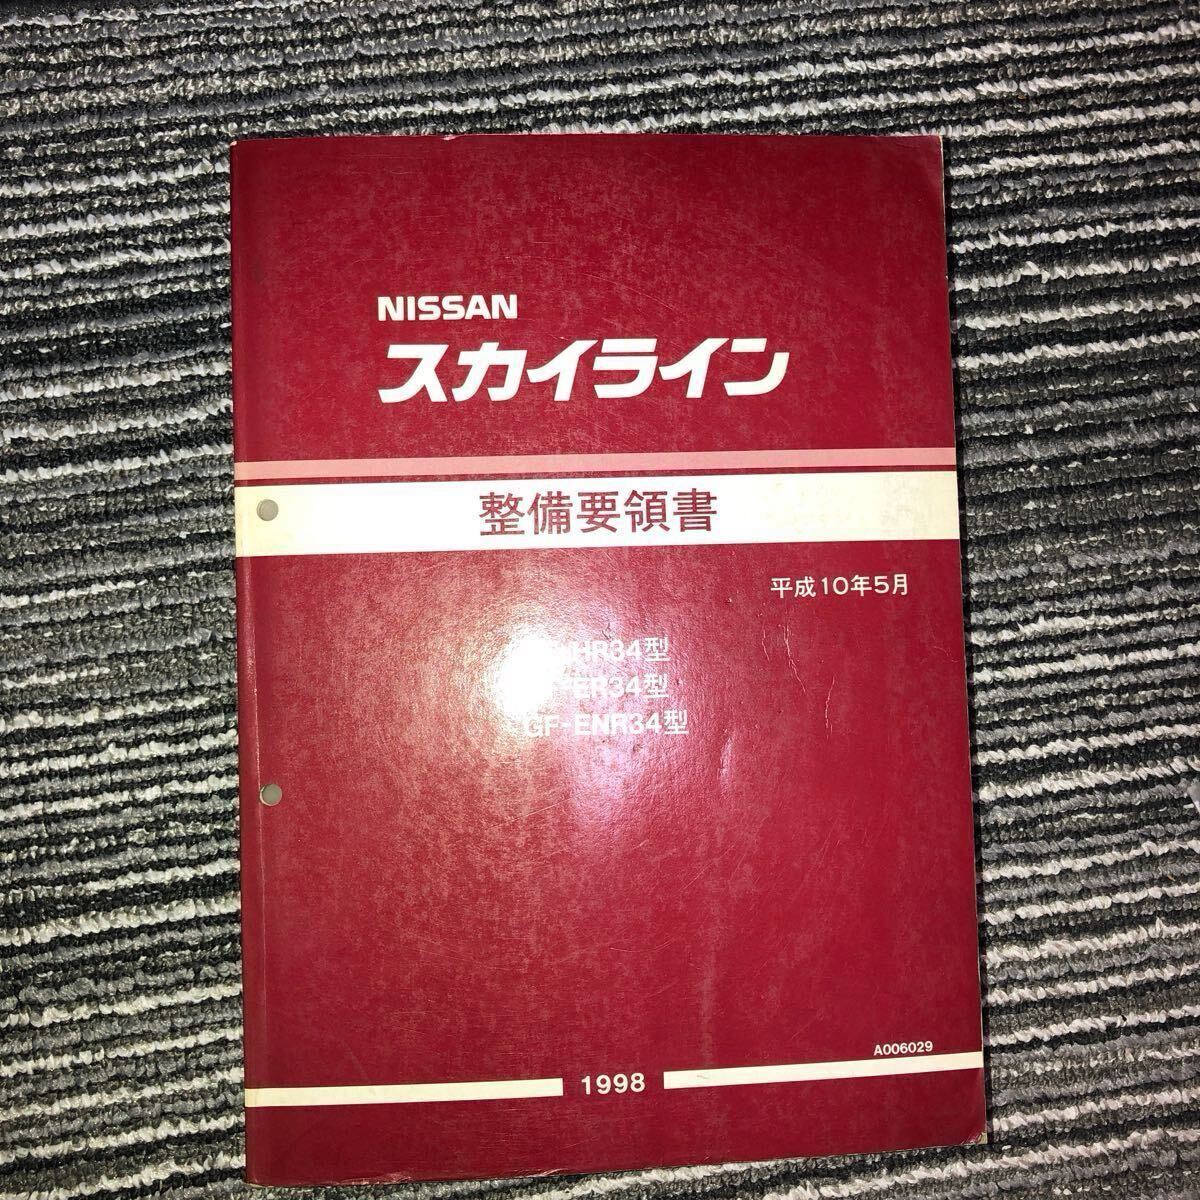 NISSAN
スカイライン
整備要領書
平成10年5月
HR34型
ER34型
GF-ENR34型
A006029
1998